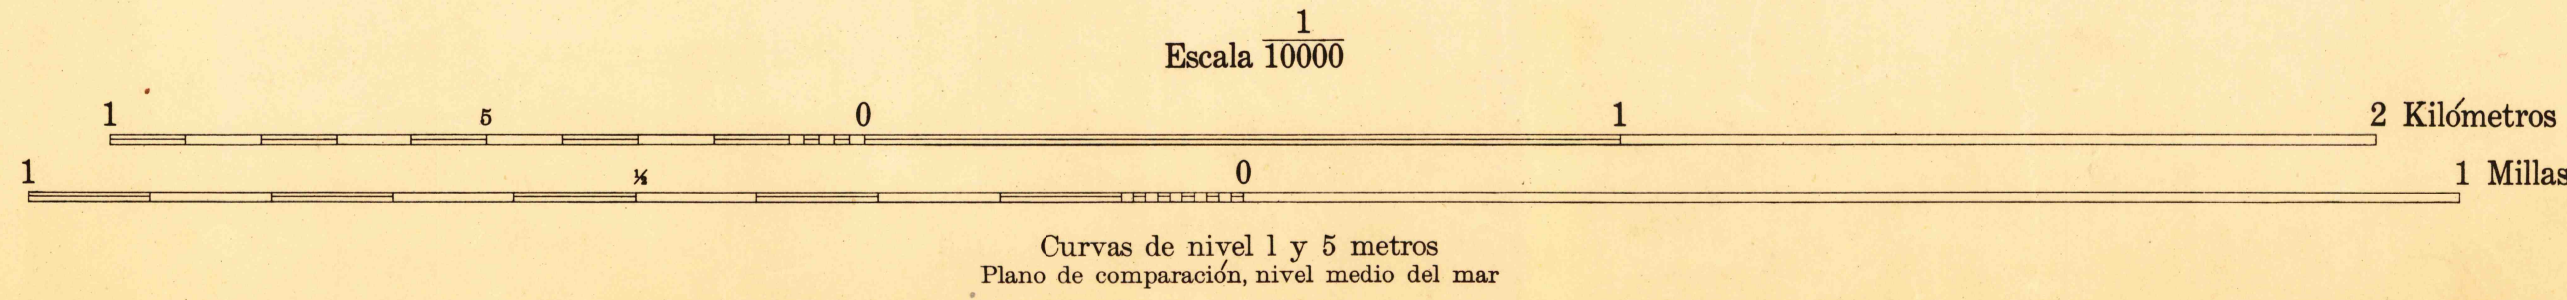 Escala 1/10000
1 5 0 1 2 Kilómetros
1 ½ 0 1 Millas
Curvas de nivel 1 y 5 metros
Plano de comparación, nivel medio del mar